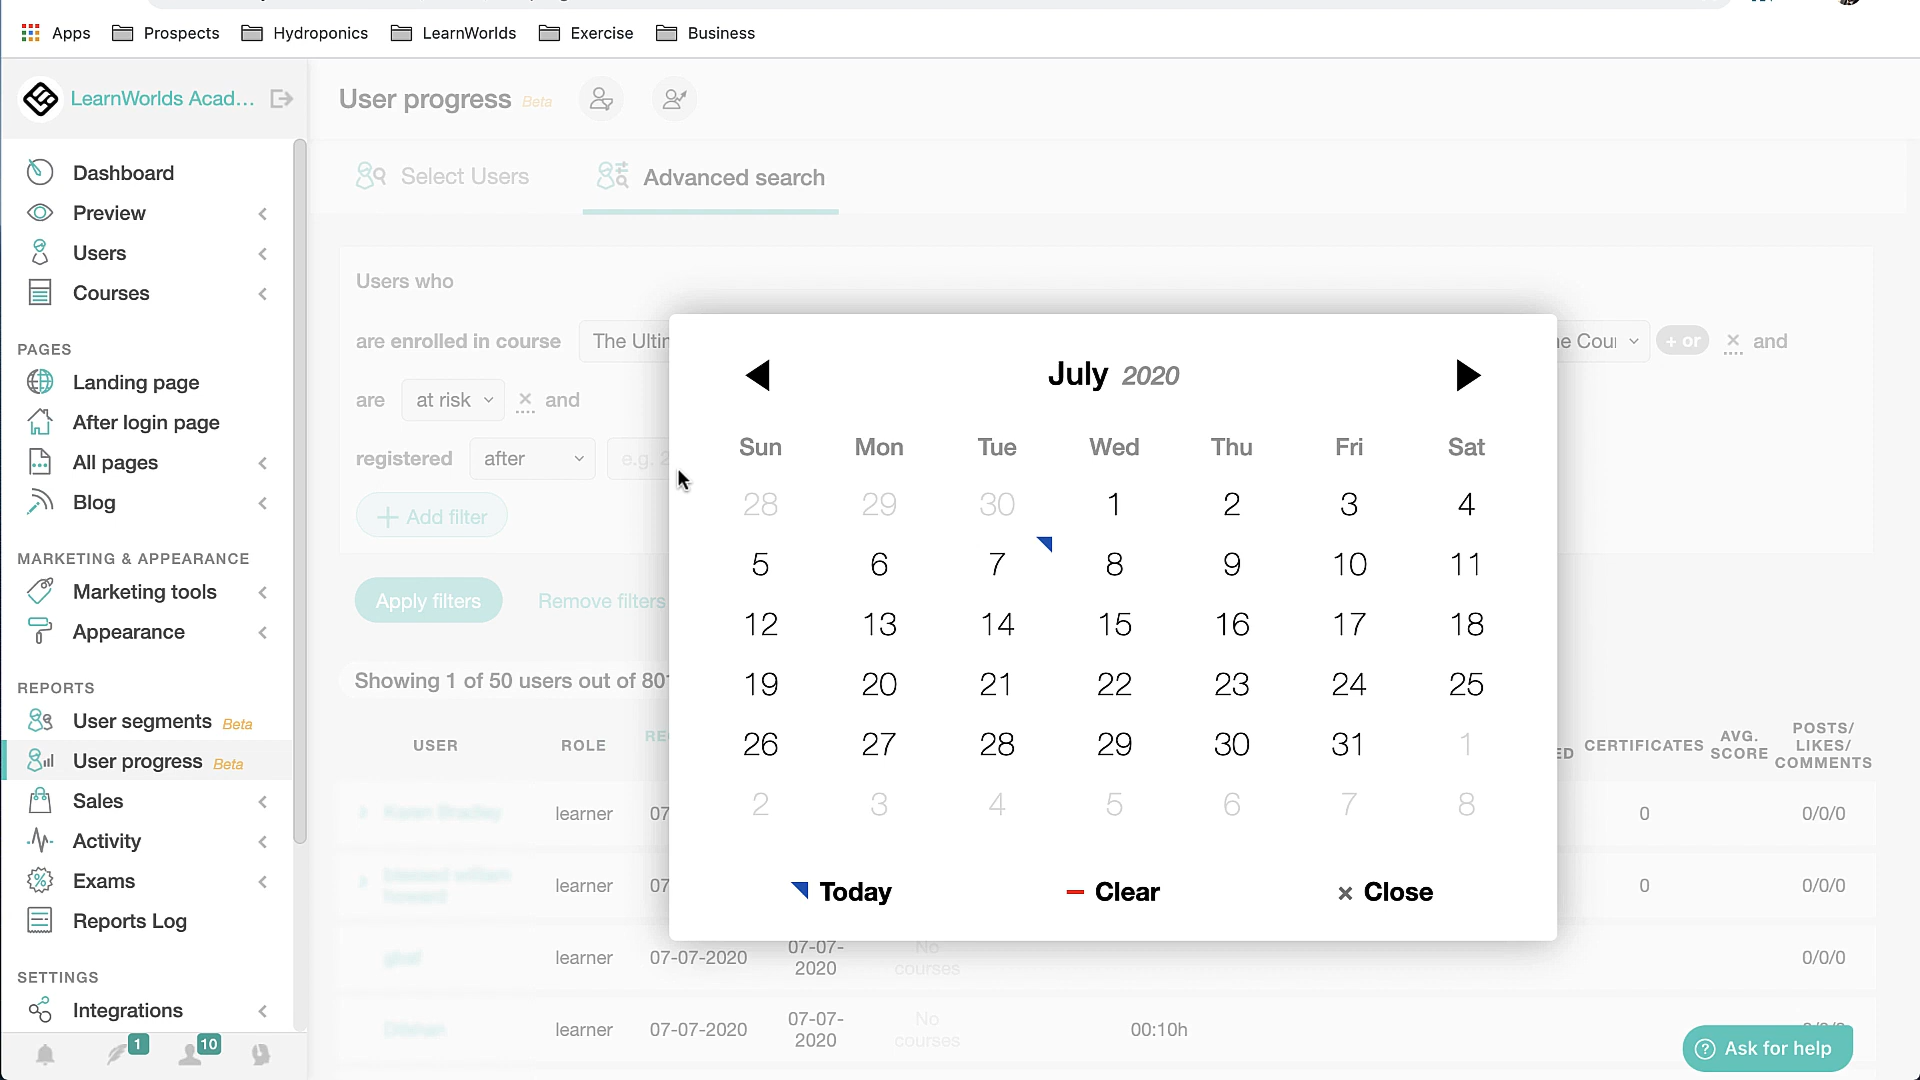 Apps Prospects Hydroponics LearnWorlds Exercise Business
LearnWorlds Acad...
User progress Beta
Dashboard
Preview
Users
Courses
PAGES
Landing page
After login page
All pages
Blog
MARKETING & APPEARANCE
Marketing tools
Appearance
REPORTS
User segments Beta
User progress Beta
Sales
Activity
Exams
Reports Log
SETTINGS
Integrations
1 10
Select Users Advanced search
Users who
are enrolled in course The Ultin + or × and
are at risk × and
registered after e.g. 2
+ Add filter
Apply filters Remove filters
Showing 1 of 50 users out of 801
July 2020
Sun Mon Tue Wed Thu Fri Sat
28 29 30 1 2 3 4
5 6 7 8 9 10 11
12 13 14 15 16 17 18
19 20 21 22 23 24 25
26 27 28 29 30 31 1
2 3 4 5 6 7 8
Today Clear × Close
USER ROLE RE ED CERTIFICATES AVG. SCORE POSTS/ LIKES/ COMMENTS
learner 07 0 0/0/0
learner 07 0 0/0/0
learner 07-07-2020 07-07-2020 No courses 0/0/0
learner 07-07-2020 07-07-2020 No courses 00:10h
Ask for help